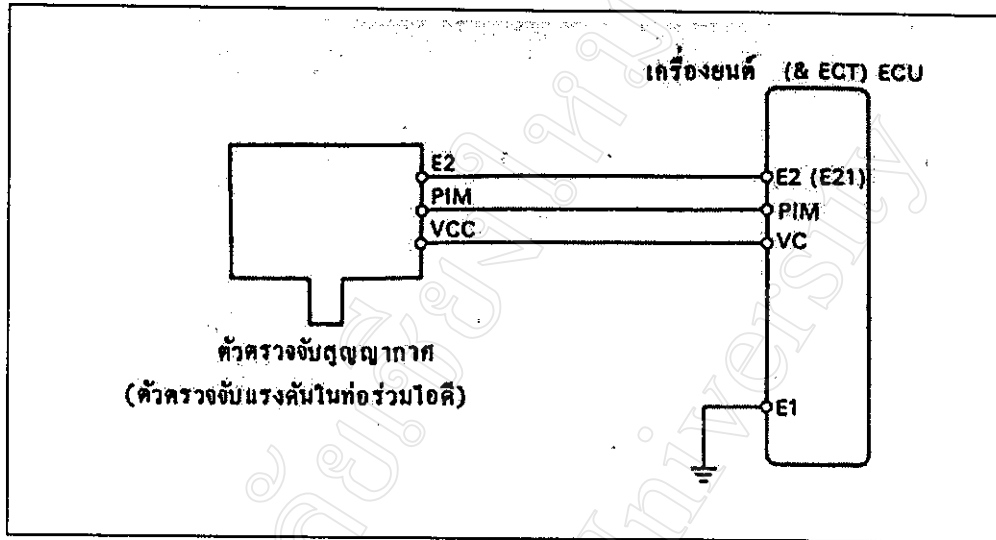 เครื่องยนต์ (& ECT) ECU
E2
E2 (E21)
PIM
PIM
VCC
VC
ตัวตรวจจับสูญญากาศ
(ตัวตรวจจับแรงดันในท่อร่วมไอดี)
E1
University